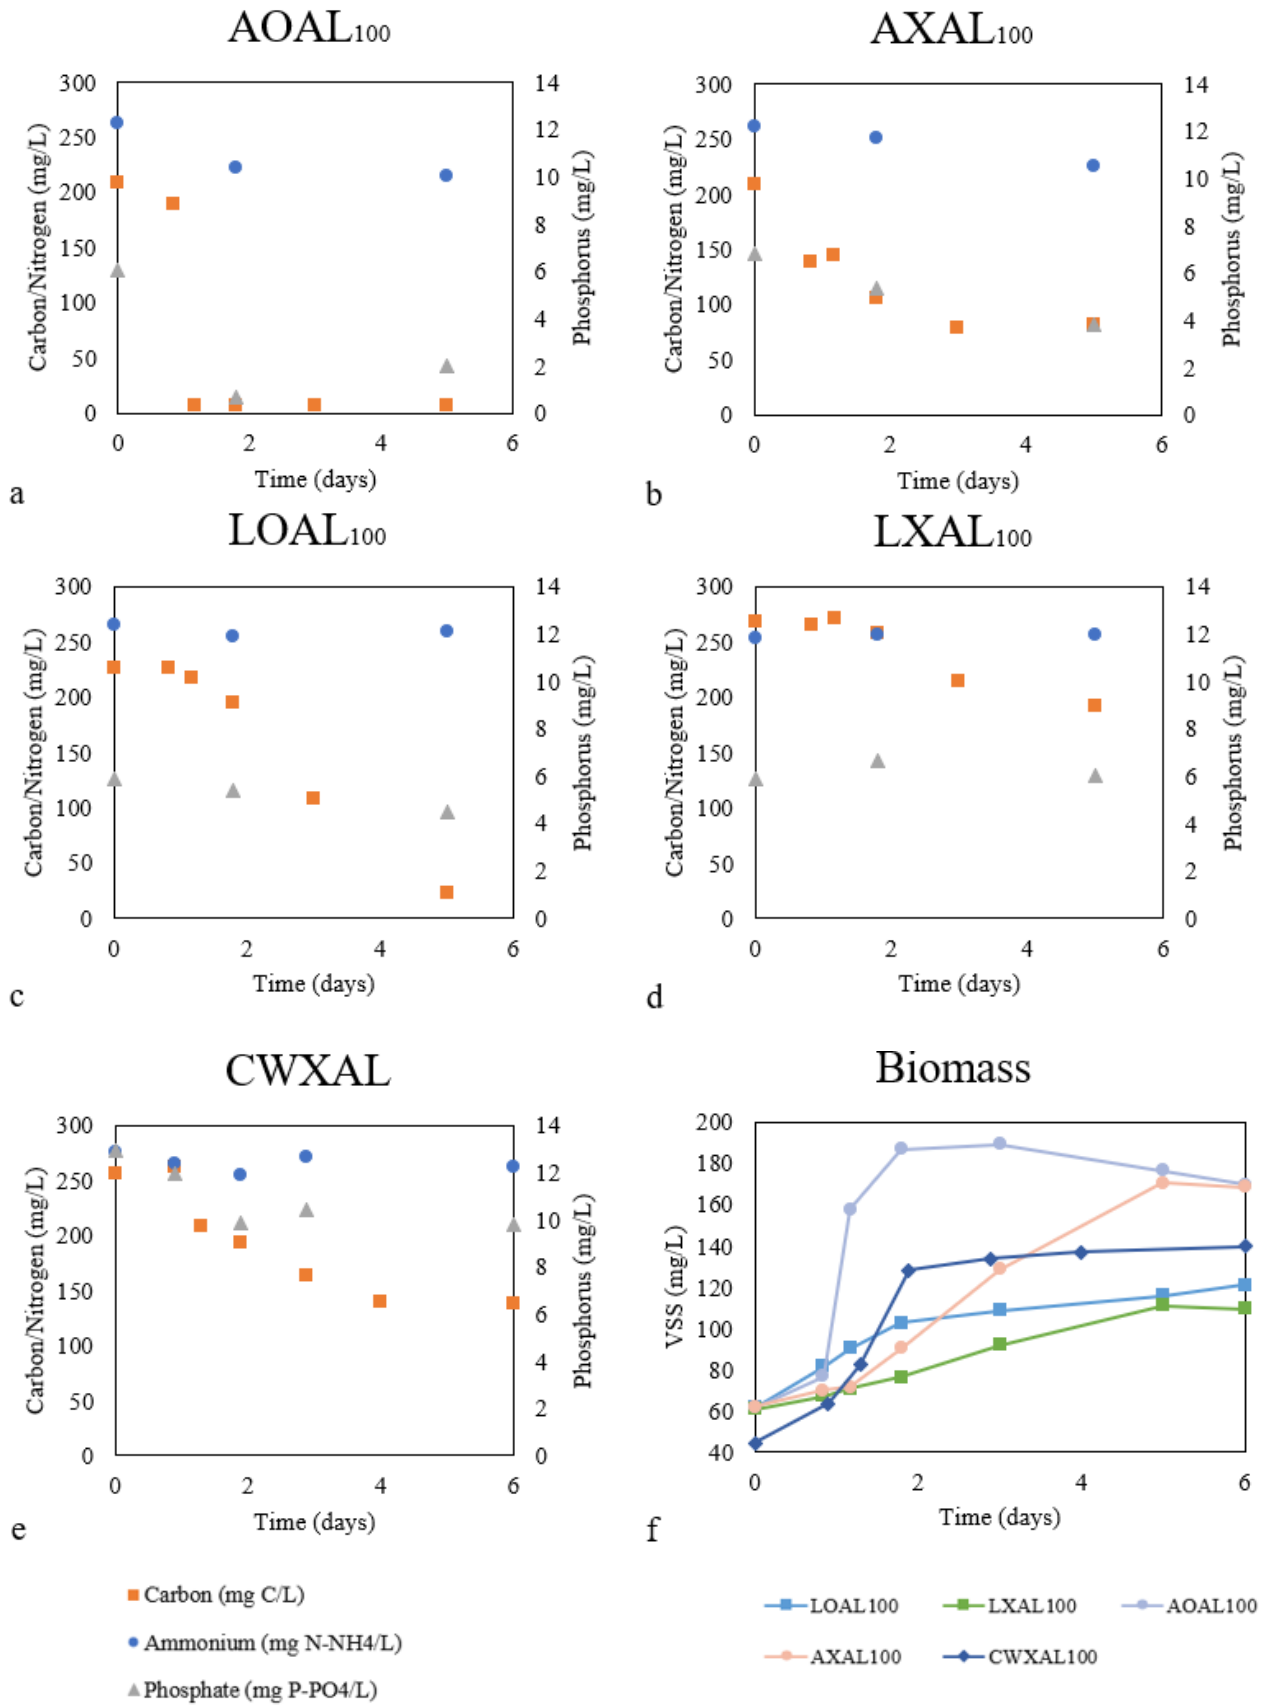 AOAL100
300
250
200
150
100
50
0
14
12
10
8
6
4
2
0
0 2 4 6
Carbon/Nitrogen (mg/L)
Phosphorus (mg/L)
Time (days)
a
AXAL100
300
250
200
150
100
50
0
14
12
10
8
6
4
2
0
0 2 4 6
Carbon/Nitrogen (mg/L)
Phosphorus (mg/L)
Time (days)
b
LOAL100
300
250
200
150
100
50
0
14
12
10
8
6
4
2
0
0 2 4 6
Carbon/Nitrogen (mg/L)
Phosphorus (mg/L)
Time (days)
c
LXAL100
300
250
200
150
100
50
0
14
12
10
8
6
4
2
0
0 2 4 6
Carbon/Nitrogen (mg/L)
Phosphorus (mg/L)
Time (days)
d
CWXAL
300
250
200
150
100
50
0
14
12
10
8
6
4
2
0
0 2 4 6
Carbon/Nitrogen (mg/L)
Phosphorus (mg/L)
Time (days)
e
Biomass
200
180
160
140
120
100
80
60
40
0 2 4 6
VSS (mg/L)
Time (days)
f
Carbon (mg C/L)
Ammonium (mg N-NH4/L)
Phosphate (mg P-PO4/L)
LOAL100 LXAL100 AOAL100
AXAL100 CWXAL100